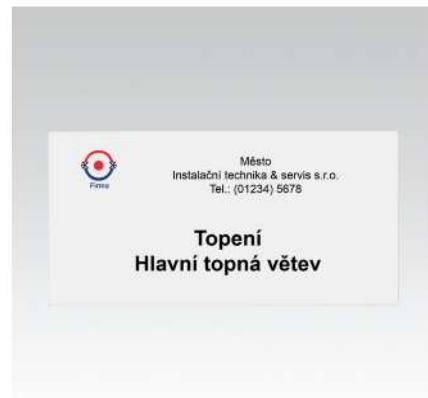 Firma
Město
Instalační technika & servis s.r.o.
Tel.: (01234) 5678
Topení
Hlavní topná větev